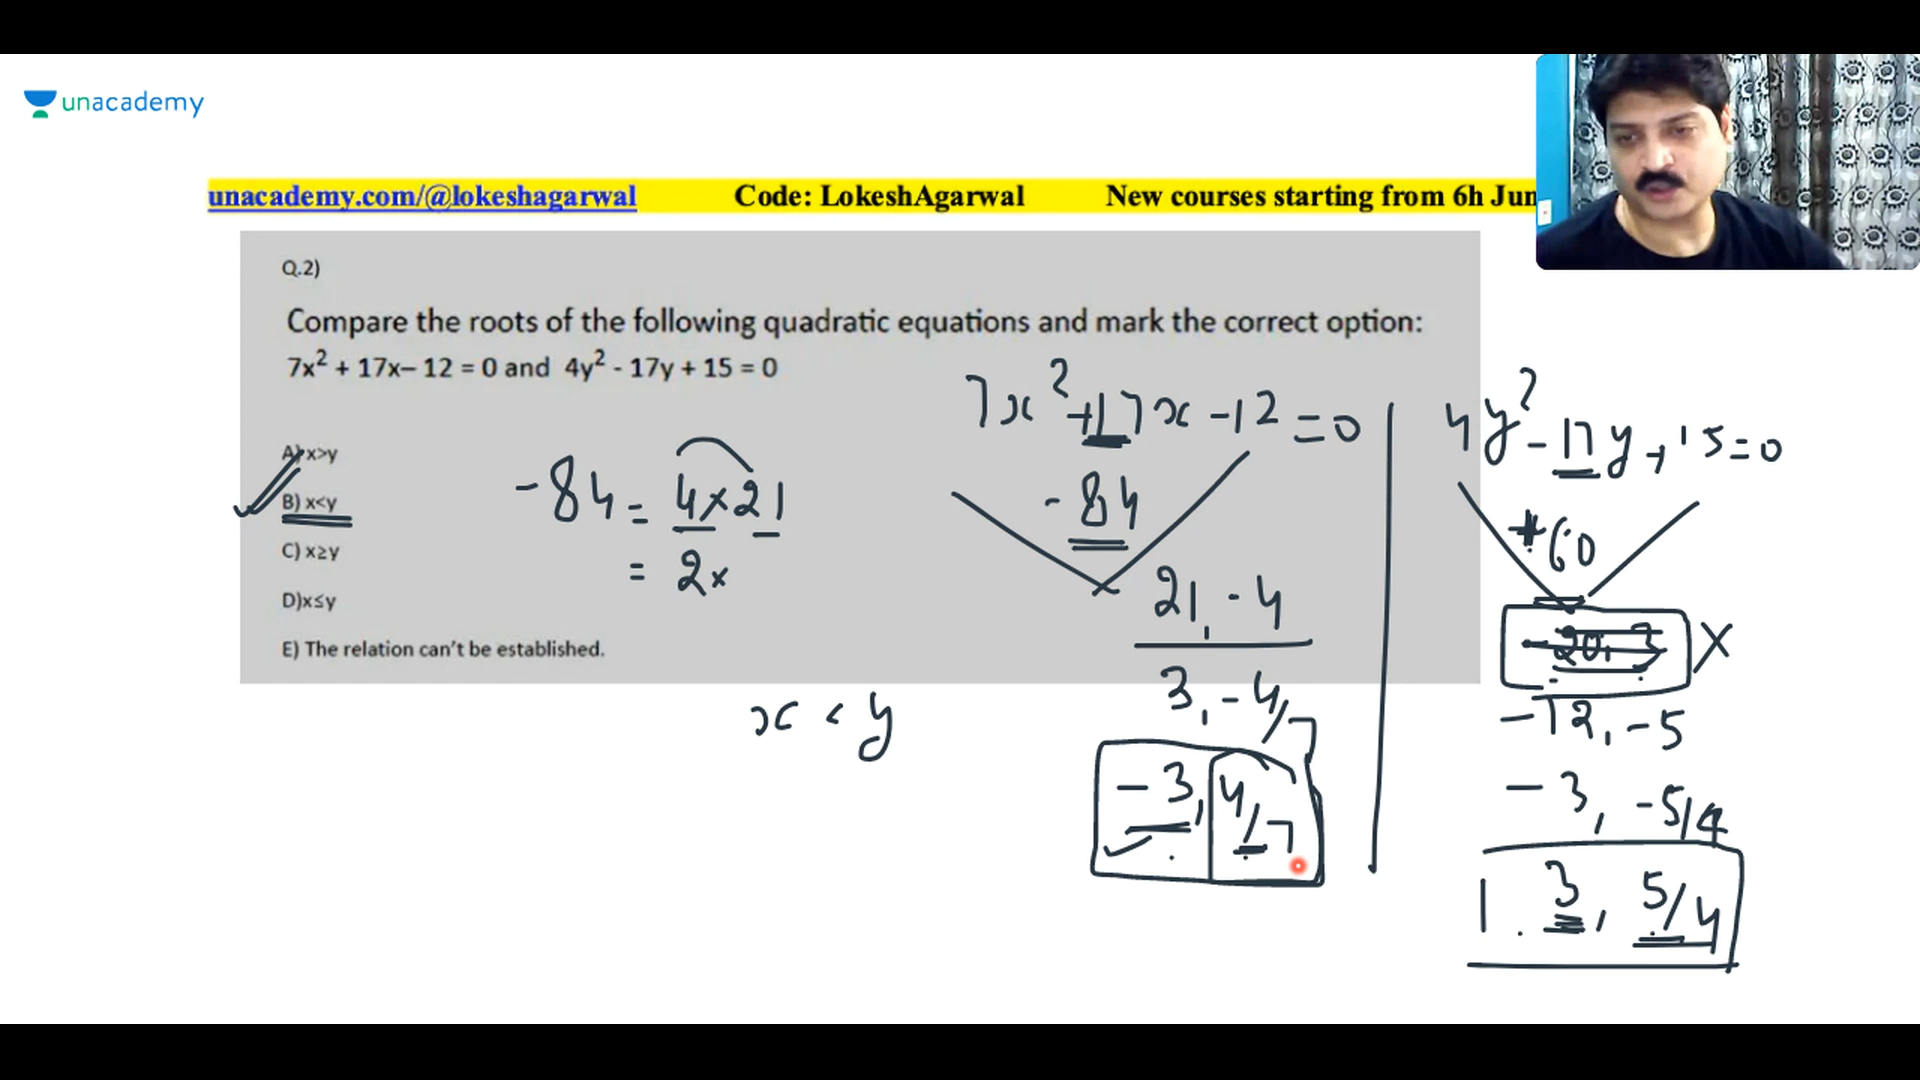 unacademy
unacademy.com/@lokeshagarwal Code: LokeshAgarwal New courses starting from 6h Jun
Q.2)
Compare the roots of the following quadratic equations and mark the correct option:
7x² + 17x– 12 = 0 and 4y² - 17y + 15 = 0
A) x>y
B) x<y
C) x≥y
D)x≤y
E) The relation can't be established.
-84 = 4×21
= 2×
x < y
7x²+17x-12=0
-84
21, -4
3, -4/7
-3, 4/7
4y²-17y+15=0
+60
-20, 3 X
-12, -5
-3, -5/4
3, 5/4